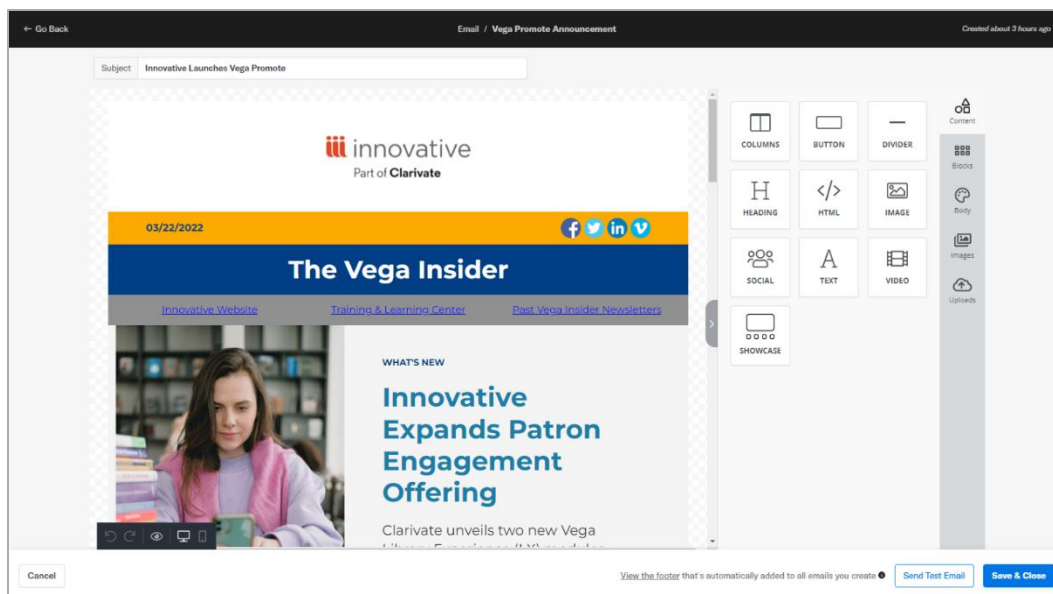 ← Go Back
Email / Vega Promote Announcement
Created about 3 hours ago
Subject
Innovative Launches Vega Promote
innovative
Part of Clarivate
03/22/2022
The Vega Insider
Innovative Website
Training & Learning Center
Past Vega Insider Newsletters
WHAT'S NEW
Innovative
Expands Patron
Engagement
Offering
Clarivate unveils two new Vega
COLUMNS
BUTTON
DIVIDER
HEADING
HTML
IMAGE
SOCIAL
TEXT
VIDEO
SHOWCASE
Content
Blocks
Body
Images
Uploads
Cancel
View the footer that's automatically added to all emails you create
Send Test Email
Save & Close